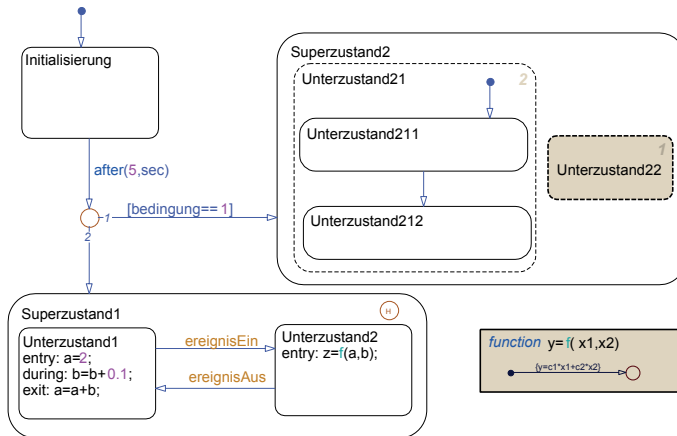 Initialisierung
after(5,sec)
1
[bedingung== 1]
2
Superzustand2
Unterzustand21
2
Unterzustand211
Unterzustand212
1
Unterzustand22
Superzustand1
H
Unterzustand1
entry: a=2;
during: b=b+0.1;
exit: a=a+b;
ereignisEin
ereignisAus
Unterzustand2
entry: z=f(a,b);
function y= f( x1,x2)
{y=c1*x1+c2*x2}